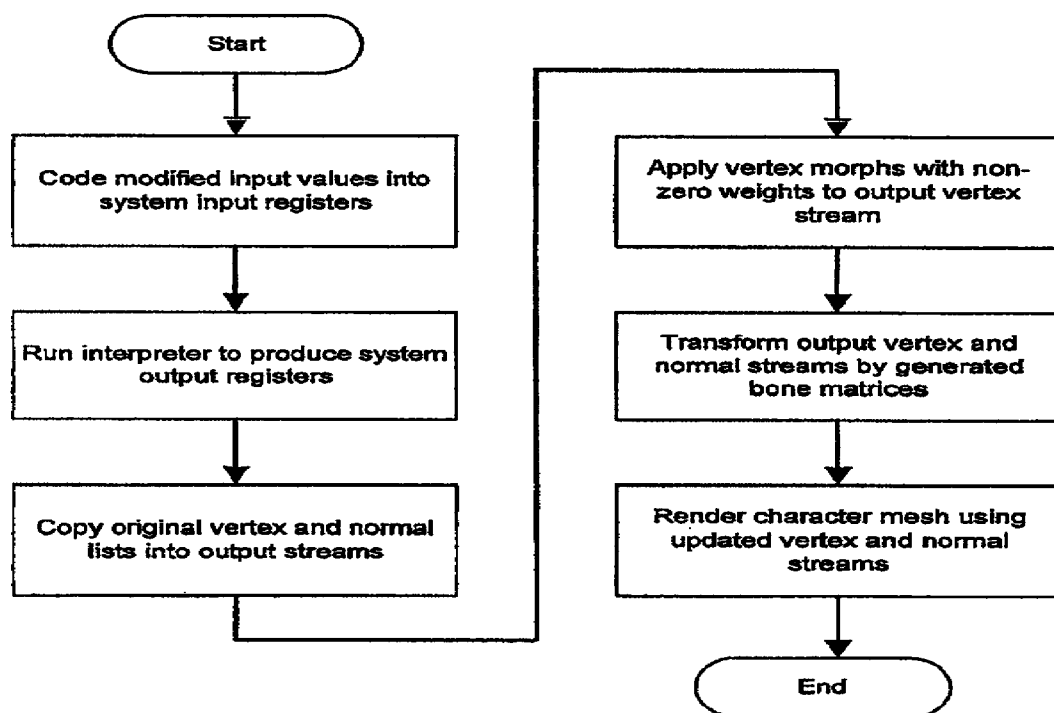 Start
Code modified input values into
system input registers
Run interpreter to produce system
output registers
Copy original vertex and normal
lists into output streams
Apply vertex morphs with non-
zero weights to output vertex
stream
Transform output vertex and
normal streams by generated
bone matrices
Render character mesh using
updated vertex and normal
streams
End